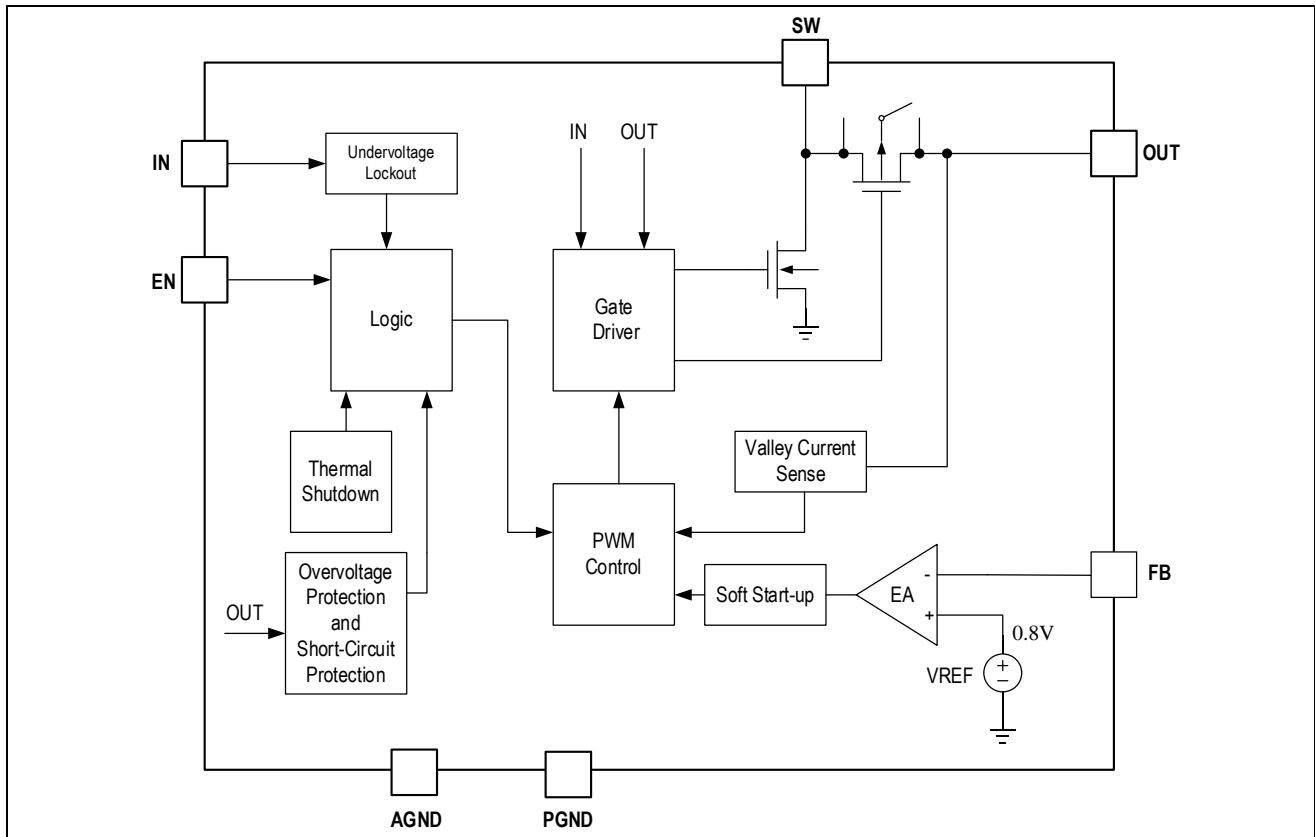 SW
IN
OUT
IN
Undervoltage
Lockout
OUT
EN
Logic
Gate
Driver
Thermal
Shutdown
Valley Current
Sense
PWM
Control
Overvoltage
Protection
and
Short-Circuit
Protection
OUT
Soft Start-up
EA
-
+
FB
0.8V
VREF
+
−
AGND
PGND